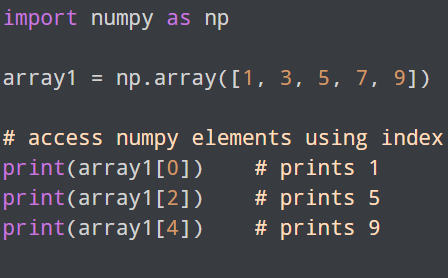 import numpy as np
array1 = np.array([1, 3, 5, 7, 9])
# access numpy elements using index
print(array1[0])    # prints 1
print(array1[2])    # prints 5
print(array1[4])    # prints 9